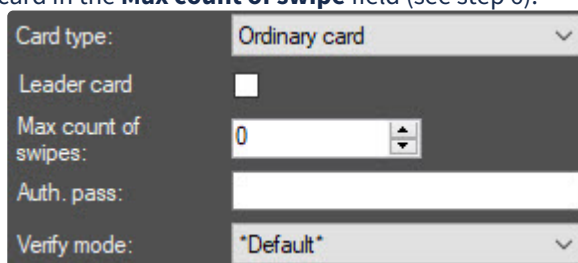 card in the Max count of swipe field (see step 6).
Card type: Ordinary card
Leader card
Max count of
swipes: 0
Auth. pass:
Verify mode: *Default*